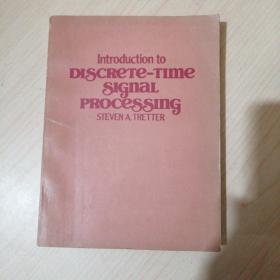 Introduction to
DISCRETE-TIME
SIGNAL
PROCESSING
STEVEN A. TRETTER